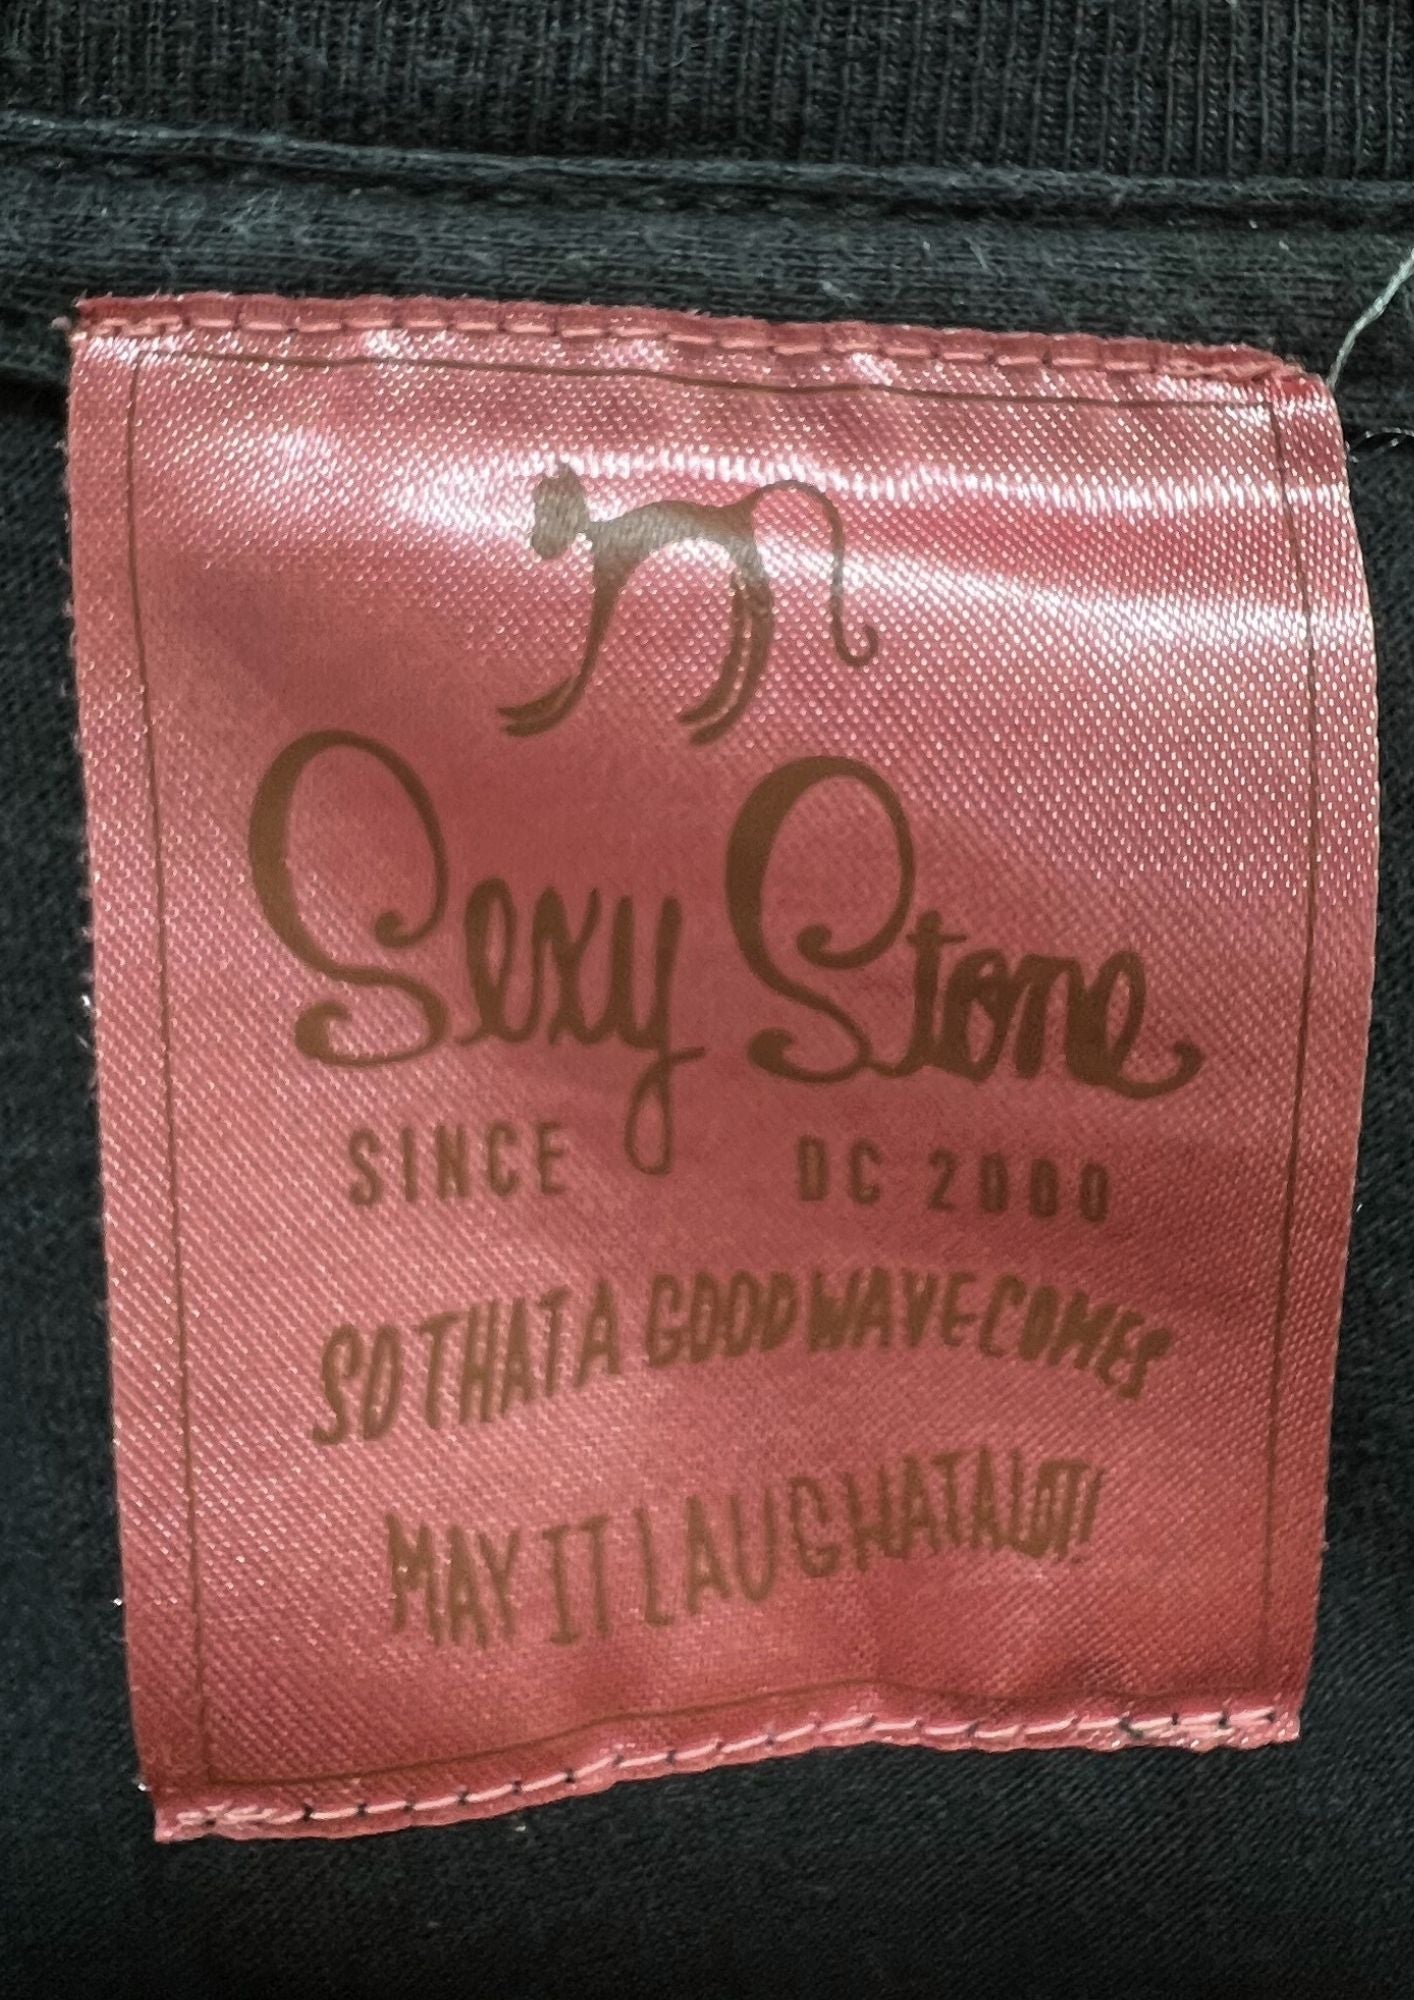 Sexy Stone
SINCE DC 2000
SO THAT A GOOD WAVE COMES
MAY IT LAUGH AT A LOT!